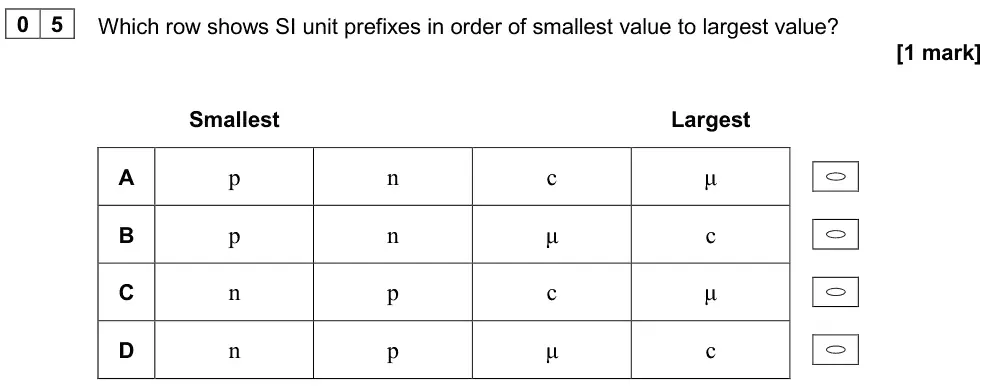 0 5 Which row shows SI unit prefixes in order of smallest value to largest value?
[1 mark]
Smallest Largest
A p n c μ
B p n μ c
C n p c μ
D n p μ c